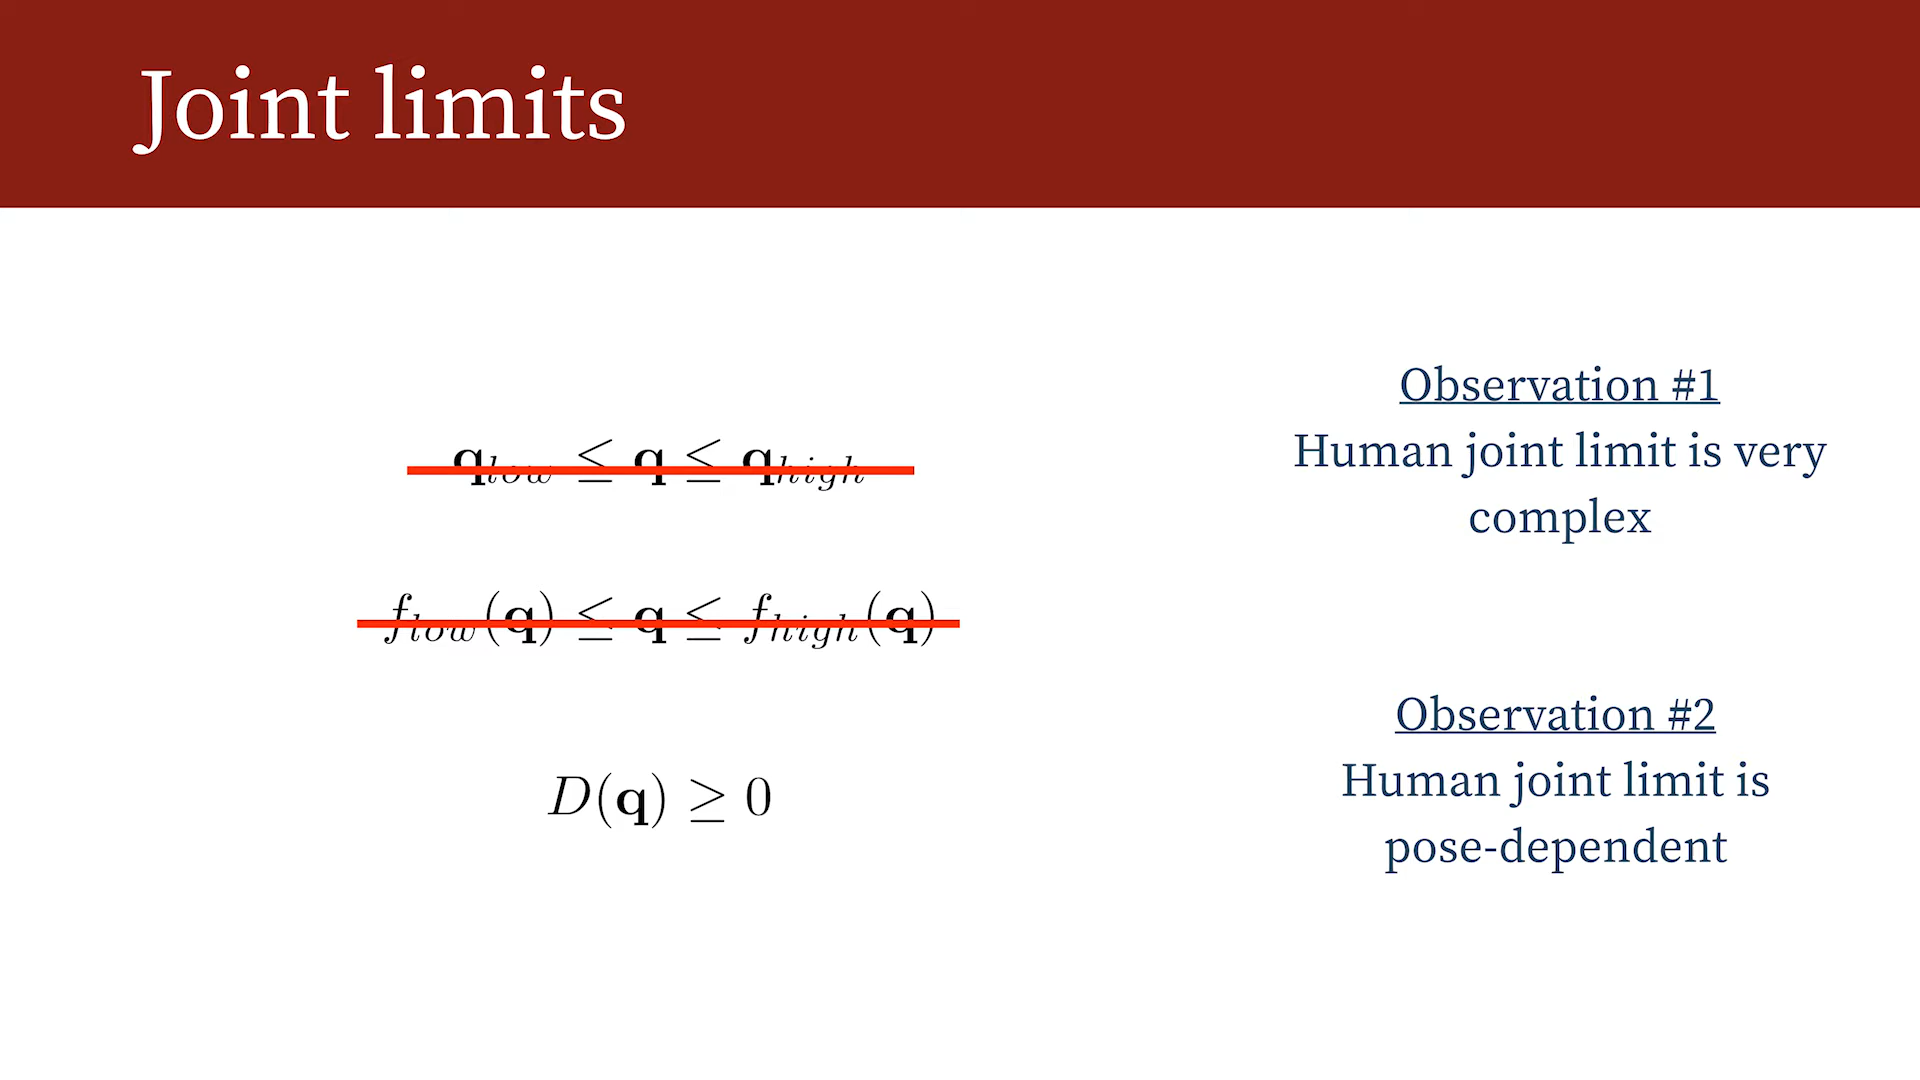 Joint limits
q_low ≤ q ≤ q_high
f_low(q) ≤ q ≤ f_high(q)
D(q) ≥ 0
Observation #1
Human joint limit is very
complex
Observation #2
Human joint limit is
pose-dependent